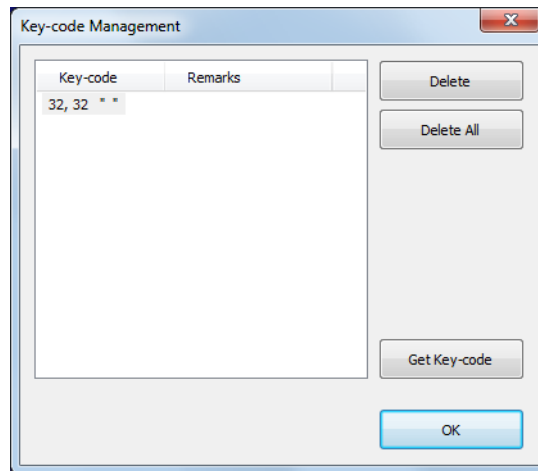 Key-code Management
x
Key-code Remarks
32, 32 " "
Delete
Delete All
Get Key-code
OK